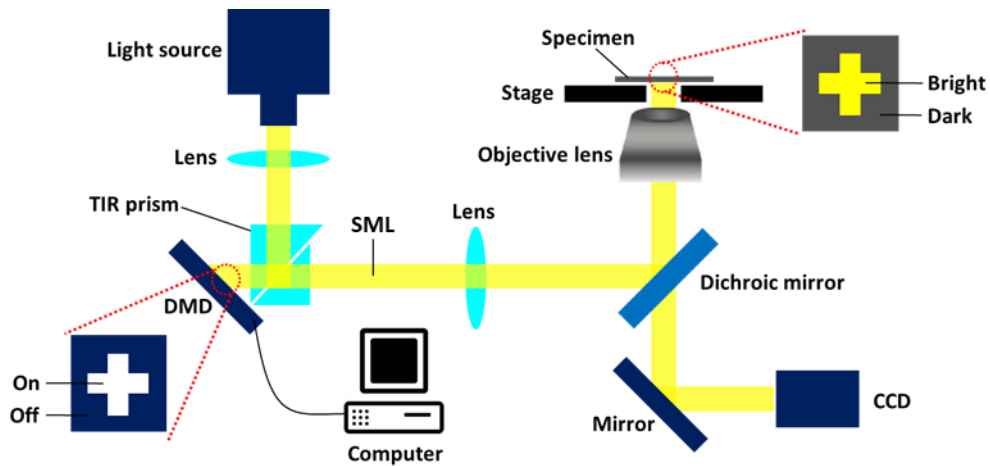 Light source
Lens
TIR prism
SML
Lens
DMD
On
Off
Computer
Specimen
Stage
Objective lens
Bright
Dark
Dichroic mirror
Mirror
CCD